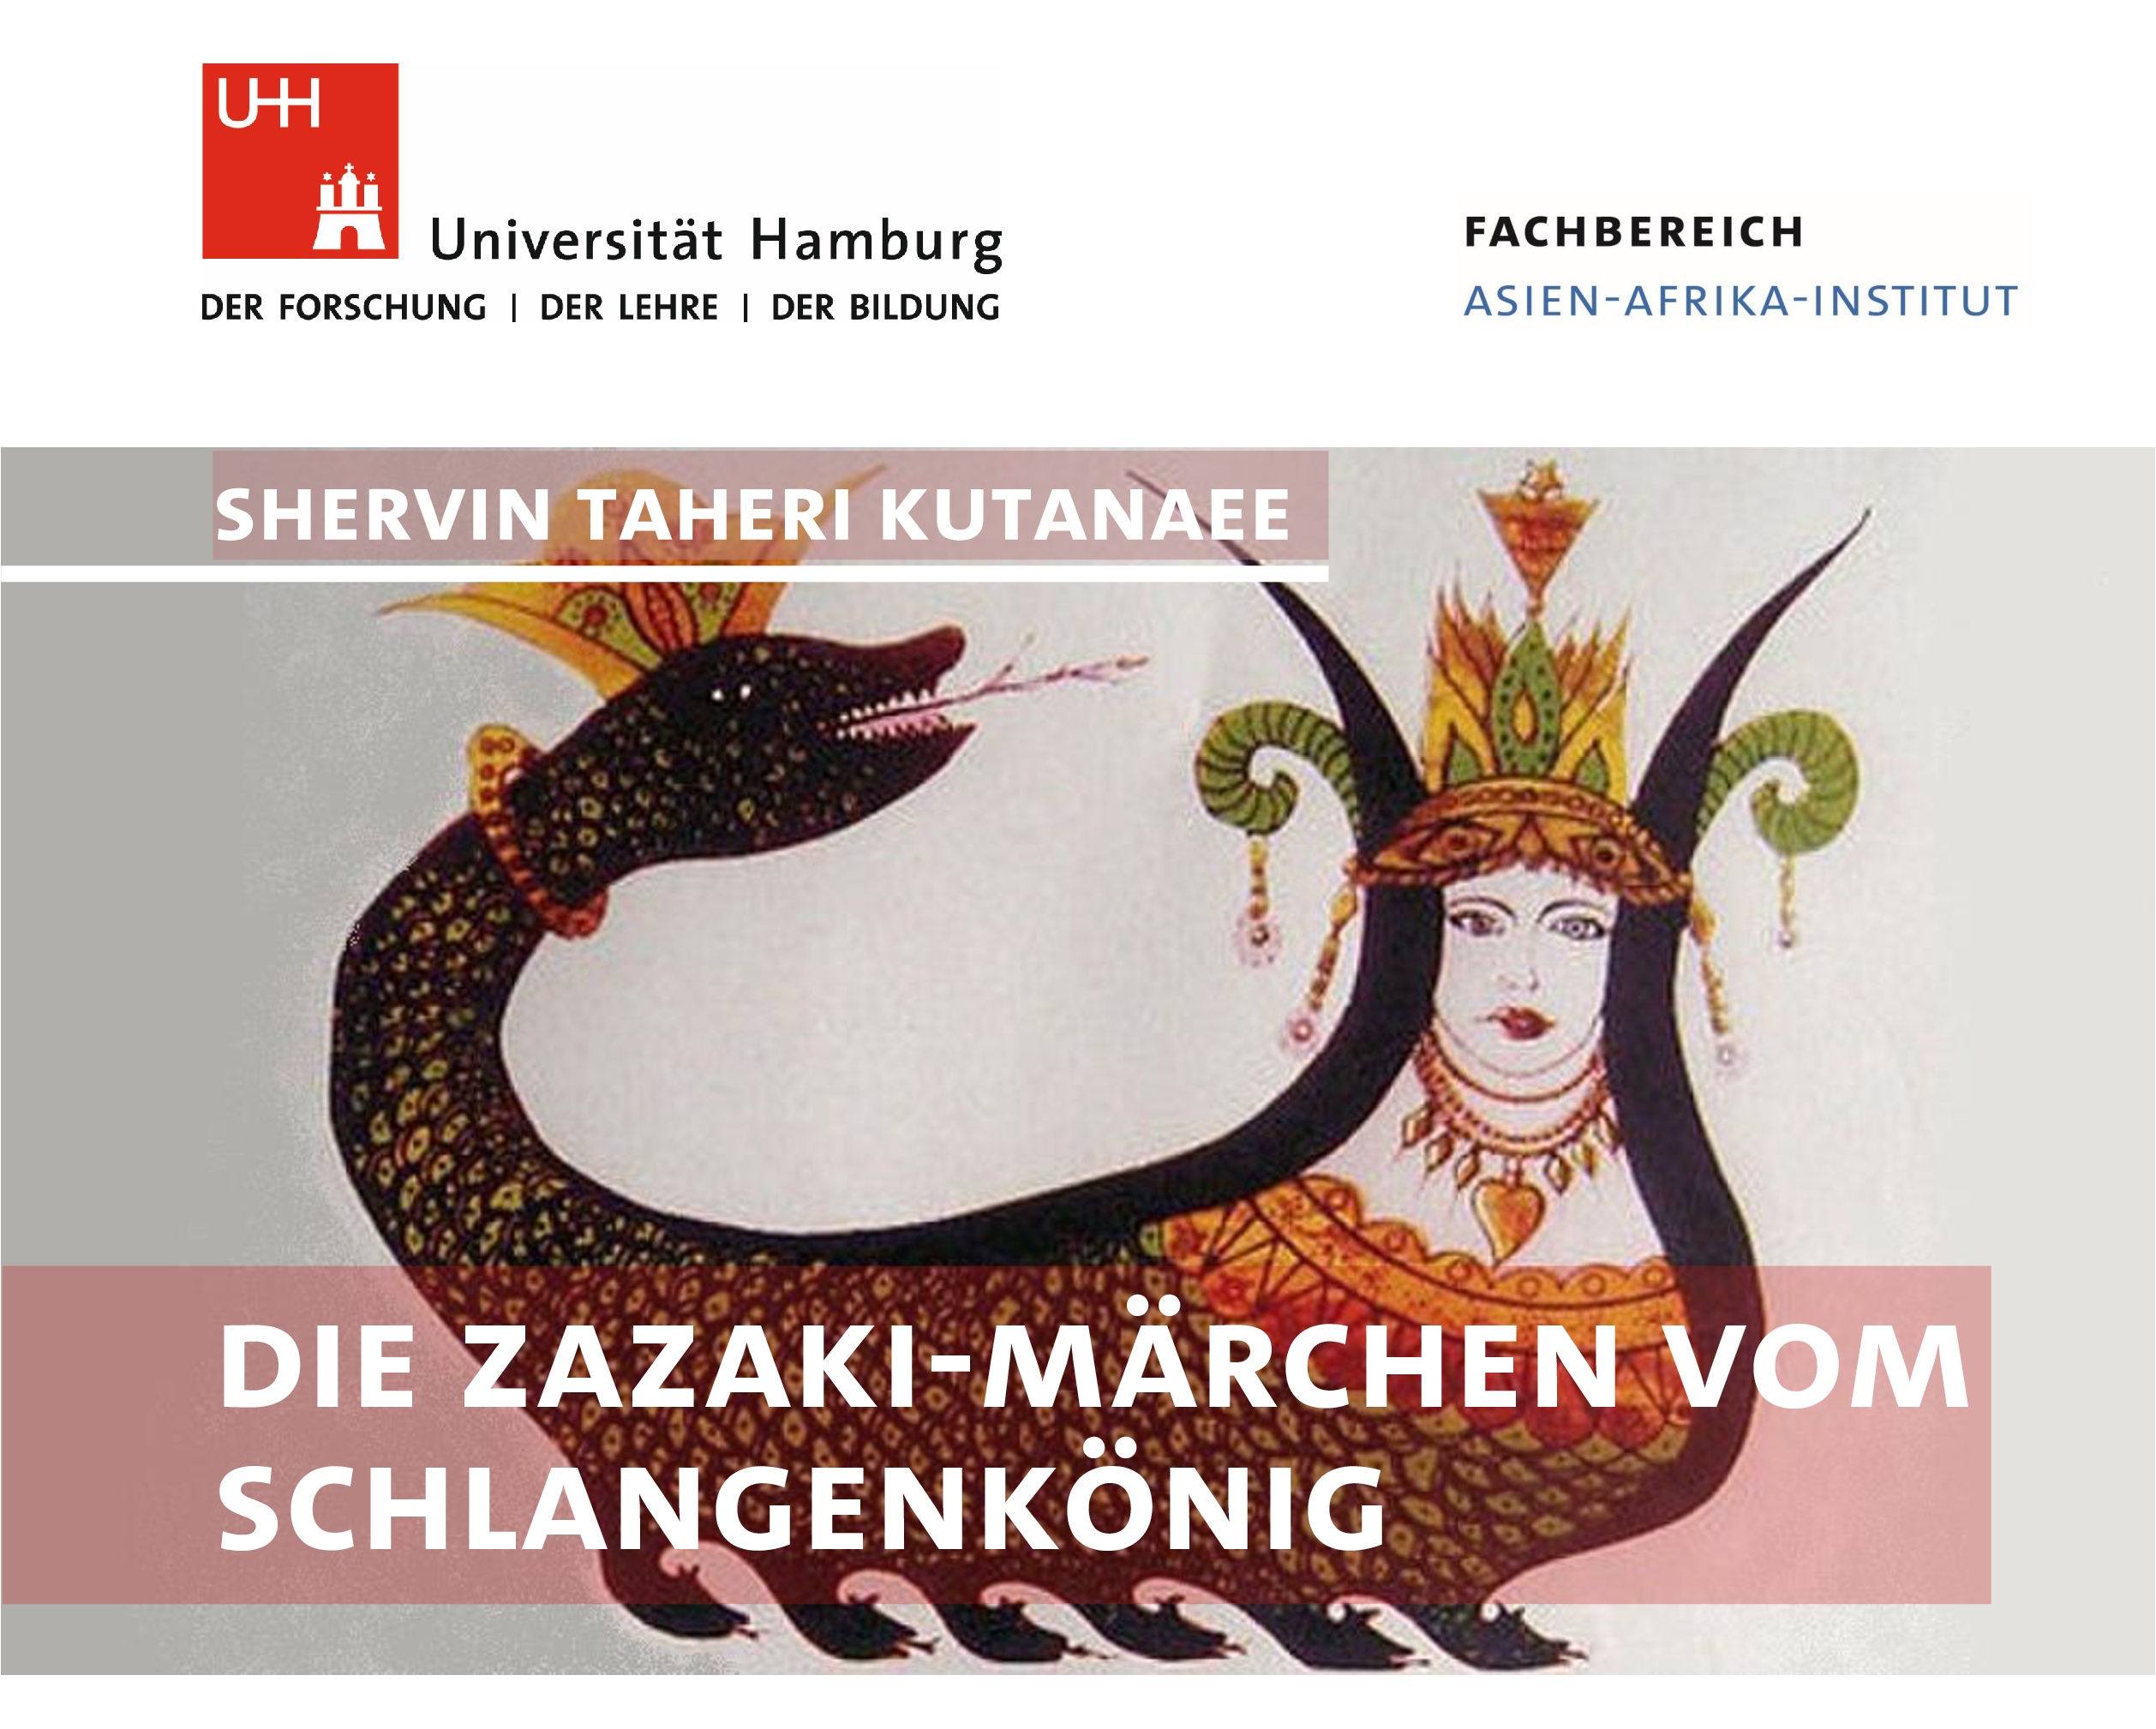 UHH
Universität Hamburg
DER FORSCHUNG | DER LEHRE | DER BILDUNG
FACHBEREICH
ASIEN-AFRIKA-INSTITUT
SHERVIN TAHERI KUTANAEE
DIE ZAZAKI-MÄRCHEN VOM
SCHLANGENKÖNIG